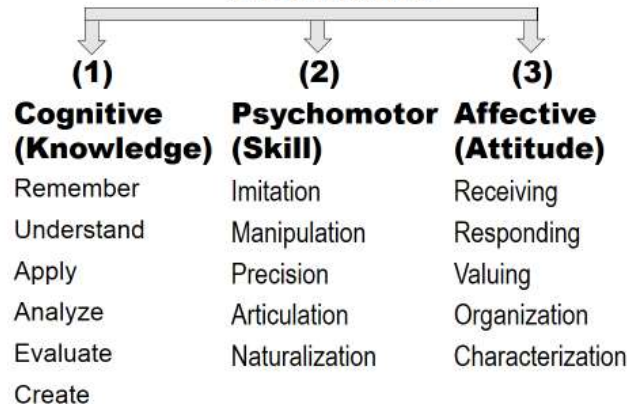 (1)
Cognitive
(Knowledge)
Remember
Understand
Apply
Analyze
Evaluate
Create
(2)
Psychomotor
(Skill)
Imitation
Manipulation
Precision
Articulation
Naturalization
(3)
Affective
(Attitude)
Receiving
Responding
Valuing
Organization
Characterization